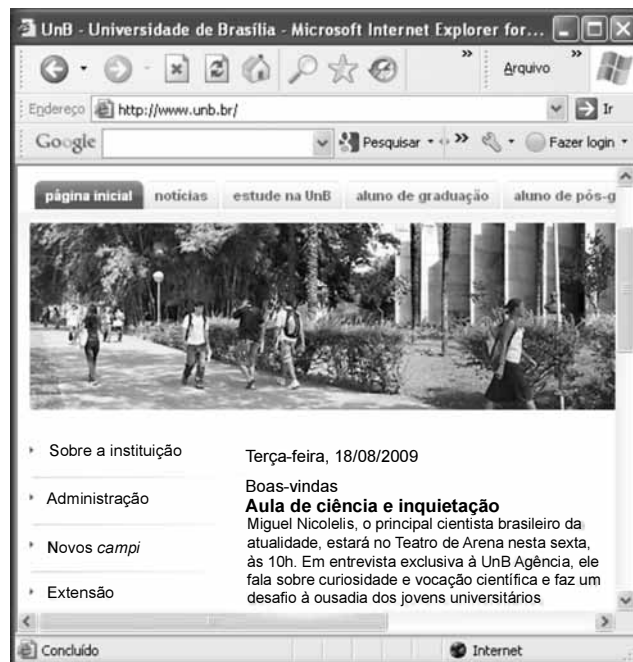 UnB - Universidade de Brasília - Microsoft Internet Explorer for...
» Arquivo »
Endereço http://www.unb.br/ Ir
Google Pesquisar » Fazer login
página inicial notícias estude na UnB aluno de graduação aluno de pós-g
Sobre a instituição
Administração
Novos campi
Extensão
Terça-feira, 18/08/2009
Boas-vindas
Aula de ciência e inquietação
Miguel Nicolelis, o principal cientista brasileiro da
atualidade, estará no Teatro de Arena nesta sexta,
às 10h. Em entrevista exclusiva à UnB Agência, ele
fala sobre curiosidade e vocação científica e faz um
desafio à ousadia dos jovens universitários
Concluído Internet